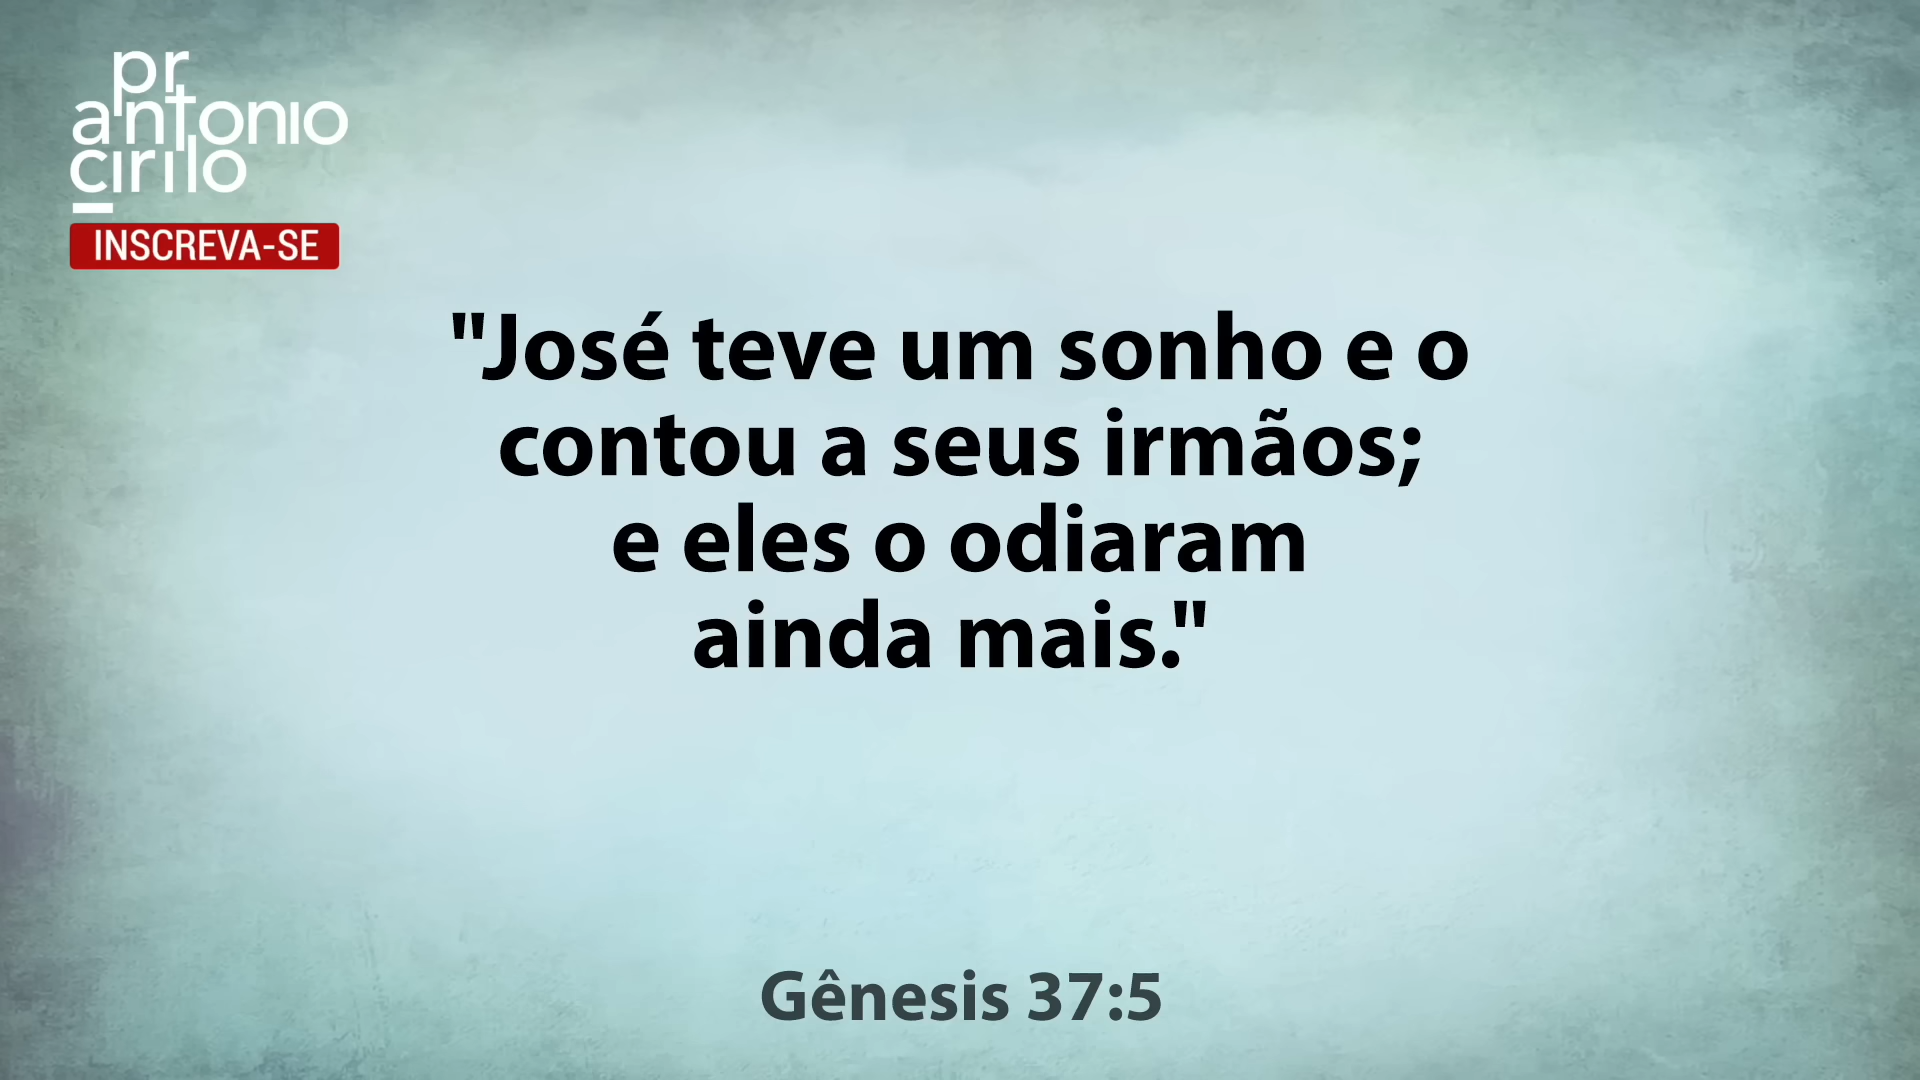 pr
antonio
cirilo
INSCREVA-SE
"José teve um sonho e o
contou a seus irmãos;
e eles o odiaram
ainda mais."
Gênesis 37:5